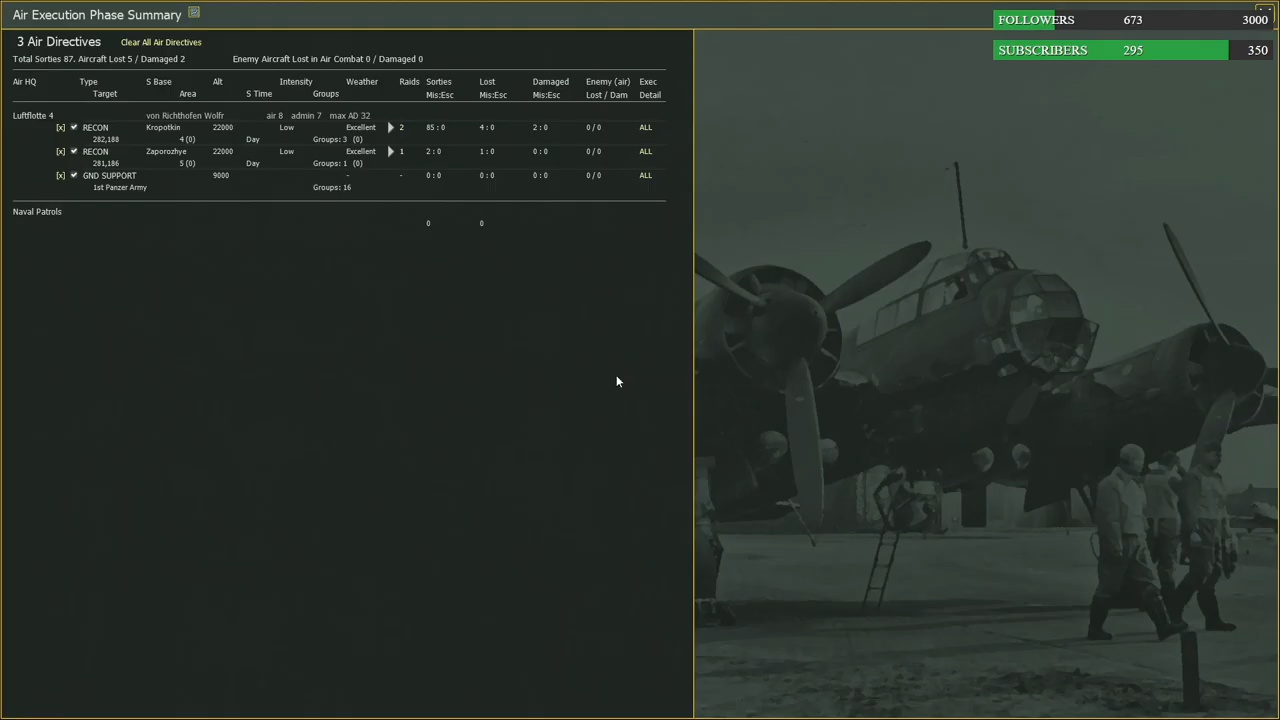 Air Execution Phase Summary
FOLLOWERS 673 3000
3 Air Directives Clear All Air Directives
SUBSCRIBERS 295 350
Total Sorties 87. Aircraft Lost 5 / Damaged 2 Enemy Aircraft Lost in Air Combat 0 / Damaged 0
Air HQ Type S Base Alt Intensity Weather Raids Sorties Lost Damaged Enemy (air) Exec
Target Area S Time Groups Mis:Esc Mis:Esc Mis:Esc Lost / Dam Detail
Luftflotte 4 von Richthofen Wolfr air 8 admin 7 max AD 32
[x] RECON Kropotkin 22000 Low Excellent 2 85 : 0 4 : 0 2 : 0 0 / 0 ALL
282,188 4 (0) Day Groups: 3 (0)
[x] RECON Zaporozhye 22000 Low Excellent 1 2 : 0 1 : 0 0 : 0 0 / 0 ALL
281,186 5 (0) Day Groups: 1 (0)
[x] GND SUPPORT 9000 - - 0 : 0 0 : 0 0 : 0 0 / 0 ALL
1st Panzer Army Groups: 16
Naval Patrols
0 0